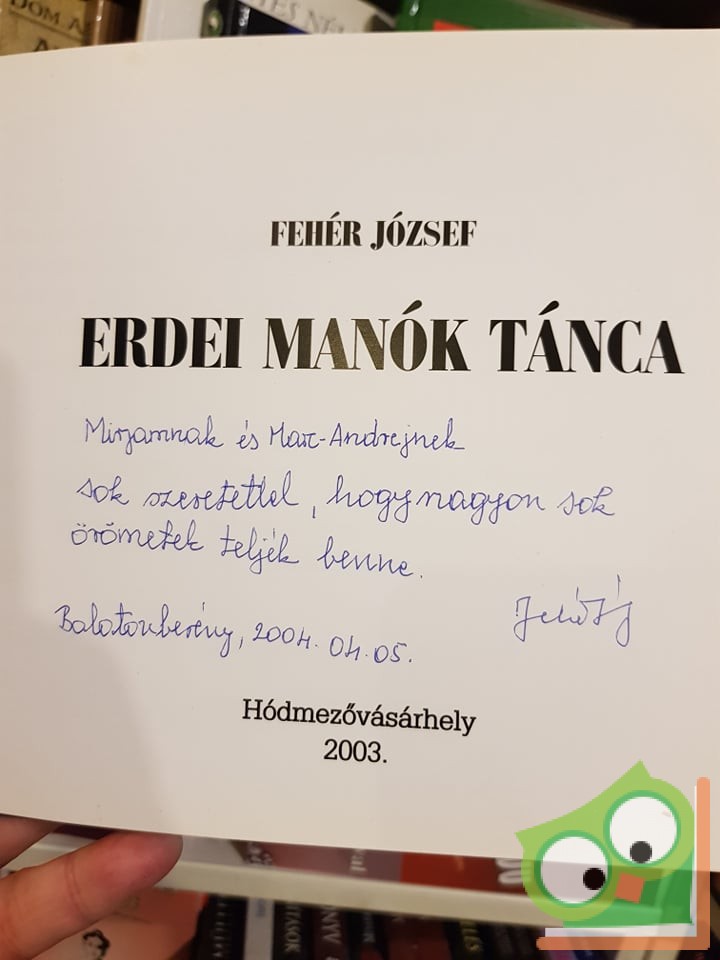 FEHÉR JÓZSEF
ERDEI MANÓK TÁNCA
Mirjamnak és Marc-Andrejnek
sok szeretettel, hogy nagyon sok
örömetek teljék benne.
Balatonberény, 2004. 04. 05.
Hódmezővásárhely
2003.